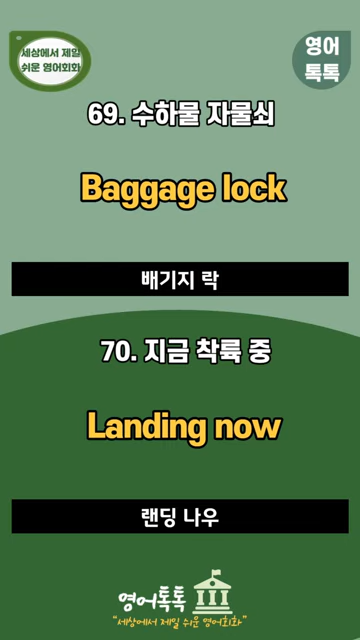 세상에서 제일
쉬운 영어회화
영어
톡톡
69. 수하물 자물쇠
Baggage lock
배기지 락
70. 지금 착륙 중
Landing now
랜딩 나우
영어톡톡
"세상에서 제일 쉬운 영어회화"